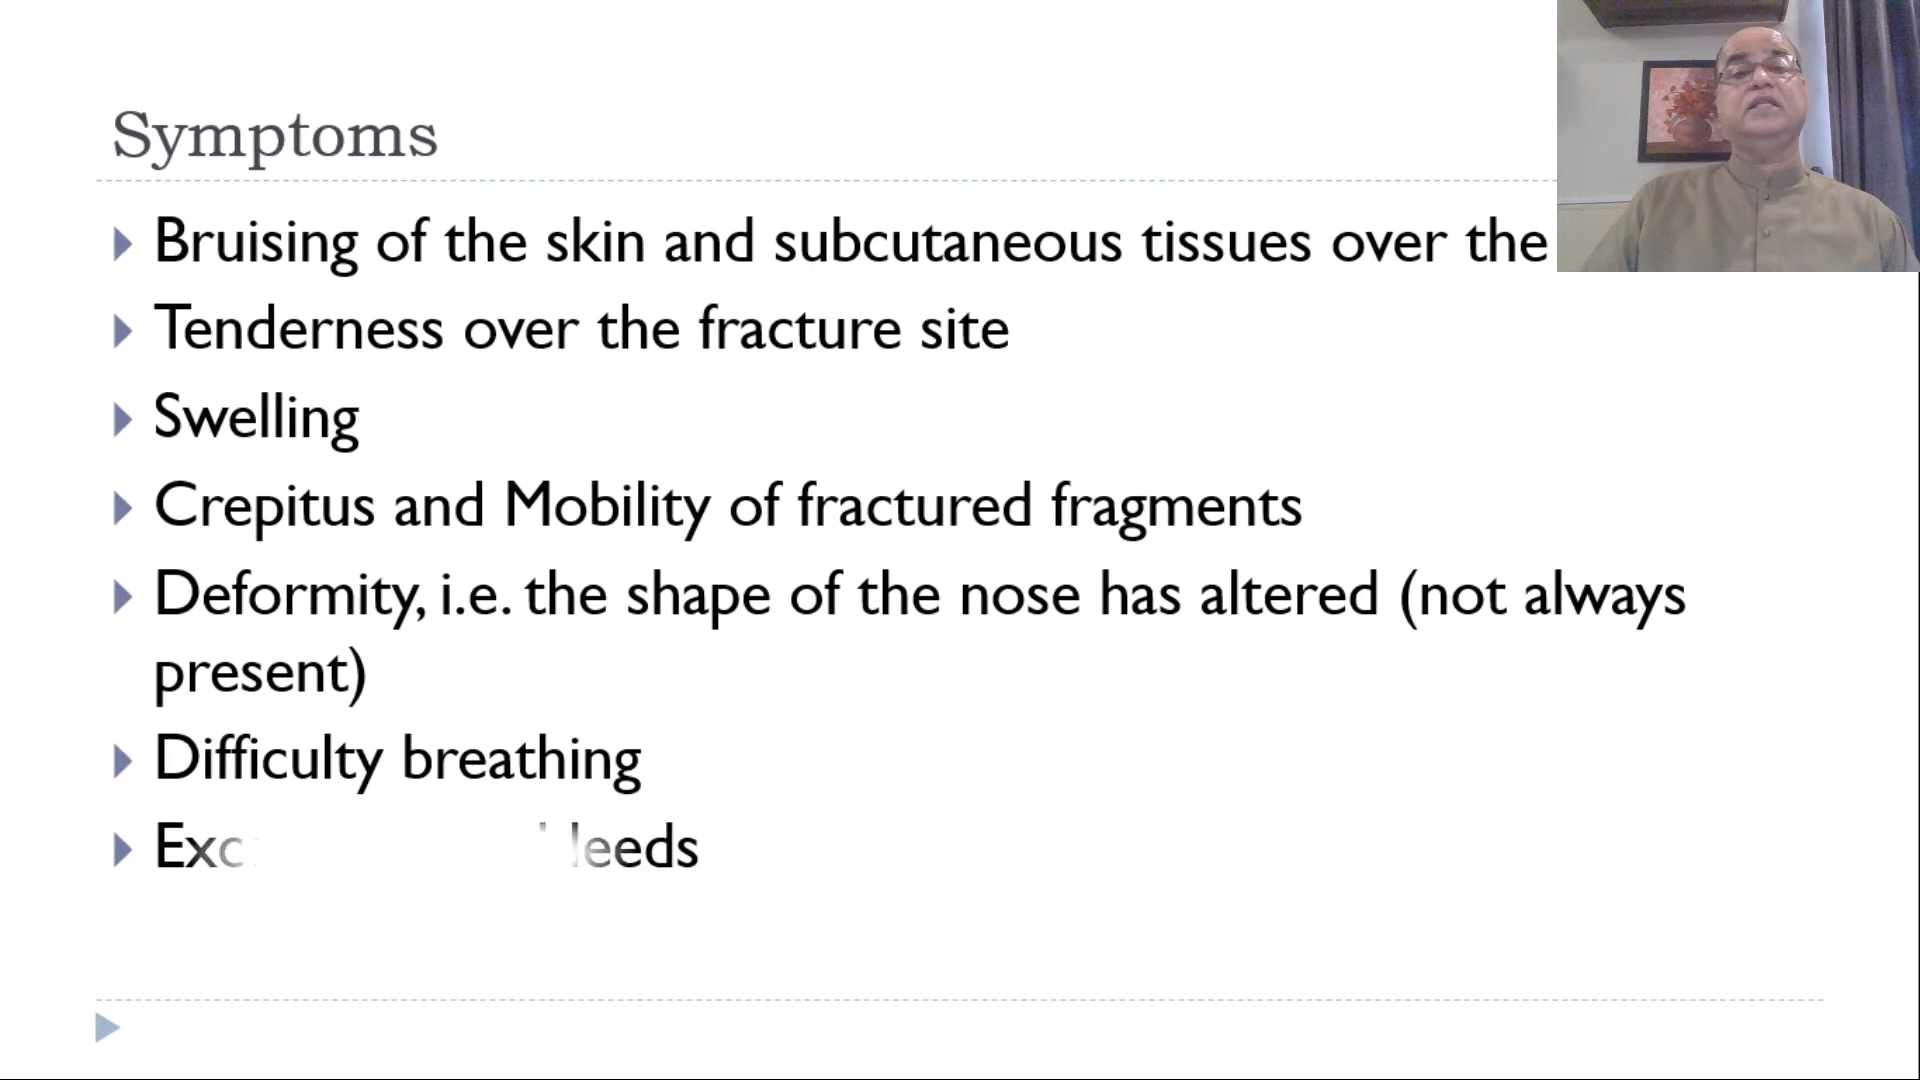 Symptoms
Bruising of the skin and subcutaneous tissues over the
Tenderness over the fracture site
Swelling
Crepitus and Mobility of fractured fragments
Deformity, i.e. the shape of the nose has altered (not always
present)
Difficulty breathing